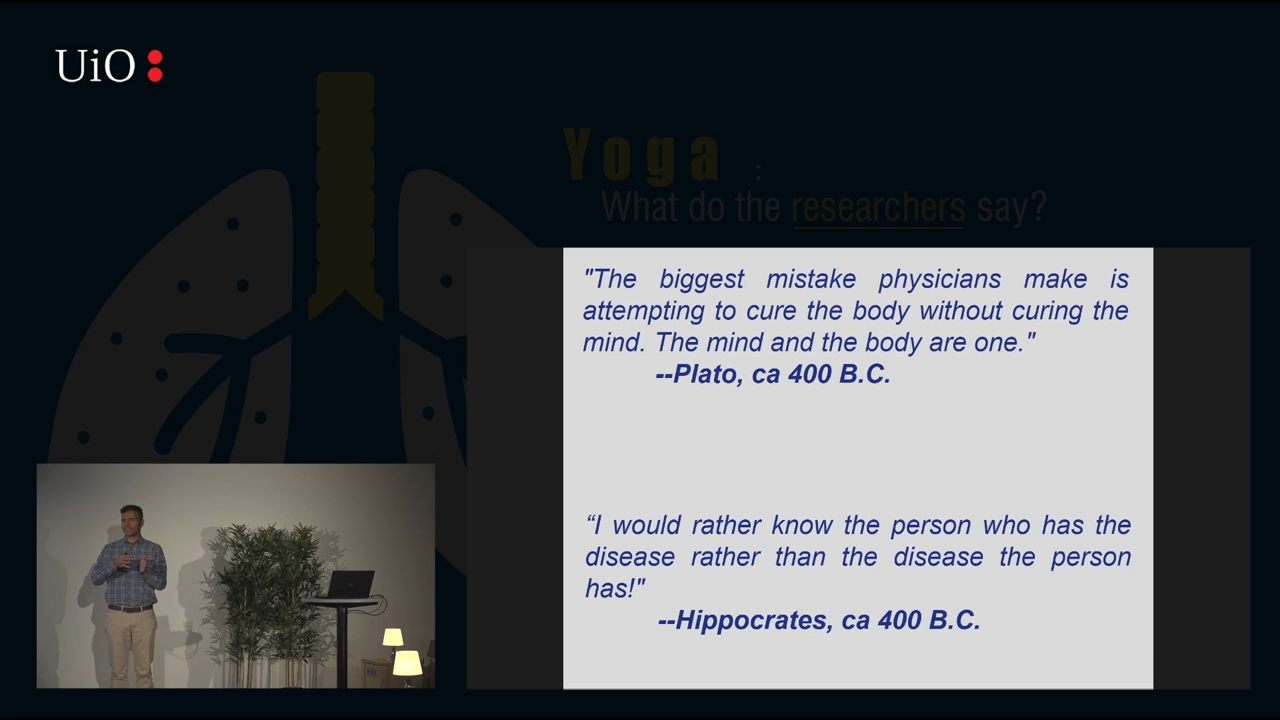 UiO:
Yoga :
What do the researchers say?
"The biggest mistake physicians make is
attempting to cure the body without curing the
mind. The mind and the body are one."
--Plato, ca 400 B.C.
“I would rather know the person who has the
disease rather than the disease the person
has!"
--Hippocrates, ca 400 B.C.